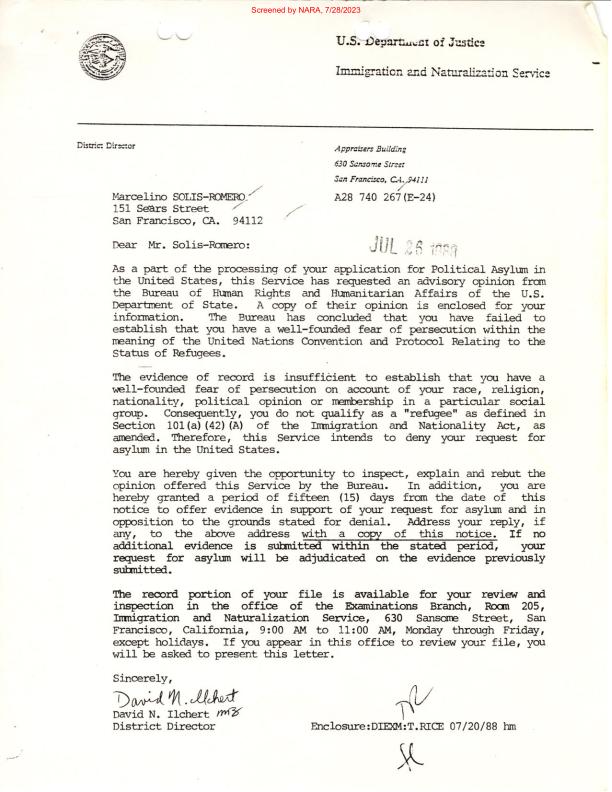 Screened by NARA, 7/28/2023
U.S. Department of Justice
Immigration and Naturalization Service
District Director
Appraisers Building
630 Sansome Street
San Francisco, CA. 94111
Marcelino SOLIS-ROMERO
A28 740 267(E-24)
151 Sears Street
San Francisco, CA. 94112
Dear Mr. Solis-Romero:
JUL 26 1988
As a part of the processing of your application for Political Asylum in
the United States, this Service has requested an advisory opinion from
the Bureau of Human Rights and Humanitarian Affairs of the U.S.
Department of State. A copy of their opinion is enclosed for your
information. The Bureau has concluded that you have failed to
establish that you have a well-founded fear of persecution within the
meaning of the United Nations Convention and Protocol Relating to the
Status of Refugees.
The evidence of record is insufficient to establish that you have a
well-founded fear of persecution on account of your race, religion,
nationality, political opinion or membership in a particular social
group. Consequently, you do not qualify as a "refugee" as defined in
Section 101(a)(42)(A) of the Immigration and Nationality Act, as
amended. Therefore, this Service intends to deny your request for
asylum in the United States.
You are hereby given the opportunity to inspect, explain and rebut the
opinion offered this Service by the Bureau. In addition, you are
hereby granted a period of fifteen (15) days from the date of this
notice to offer evidence in support of your request for asylum and in
opposition to the grounds stated for denial. Address your reply, if
any, to the above address with a copy of this notice. If no
additional evidence is submitted within the stated period, your
request for asylum will be adjudicated on the evidence previously
submitted.
The record portion of your file is available for your review and
inspection in the office of the Examinations Branch, Room 205,
Immigration and Naturalization Service, 630 Sansome Street, San
Francisco, California, 9:00 AM to 11:00 AM, Monday through Friday,
except holidays. If you appear in this office to review your file, you
will be asked to present this letter.
Sincerely,
David N. Ilchert
David N. Ilchert
District Director
Enclosure:DIEXM:T.RICE 07/20/88 hm